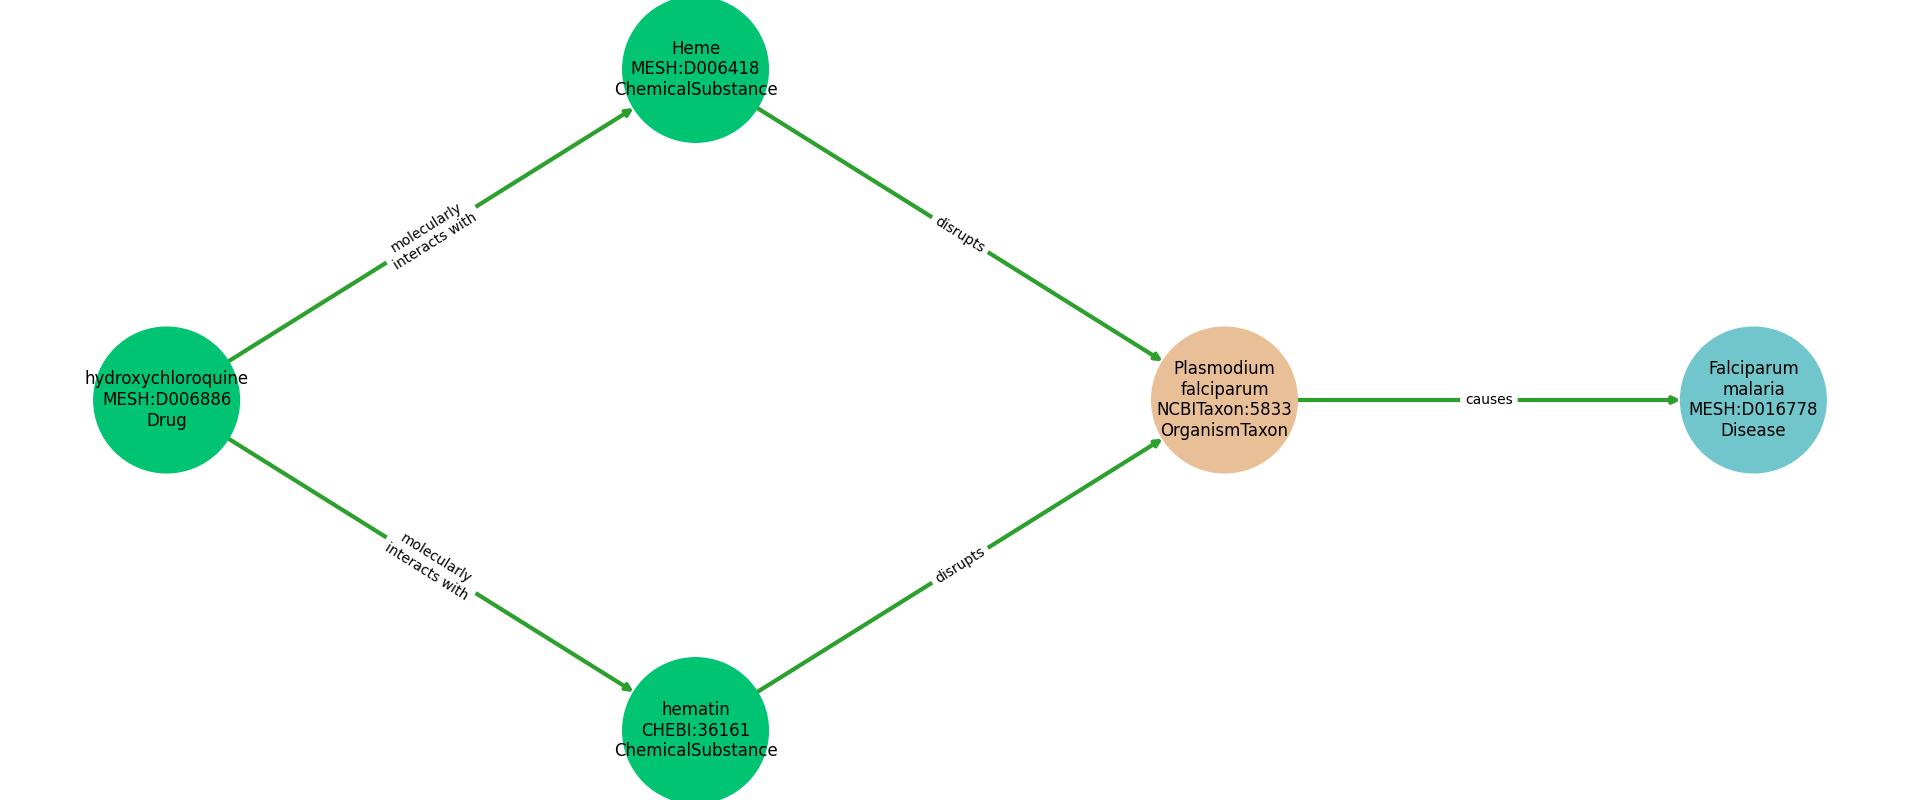 Heme
MESH:D006418
ChemicalSubstance
molecularly
interacts with
disrupts
hydroxychloroquine
MESH:D006886
Drug
Plasmodium
falciparum
NCBITaxon:5833
OrganismTaxon
causes
Falciparum
malaria
MESH:D016778
Disease
molecularly
interacts with
disrupts
hematin
CHEBI:36161
ChemicalSubstance